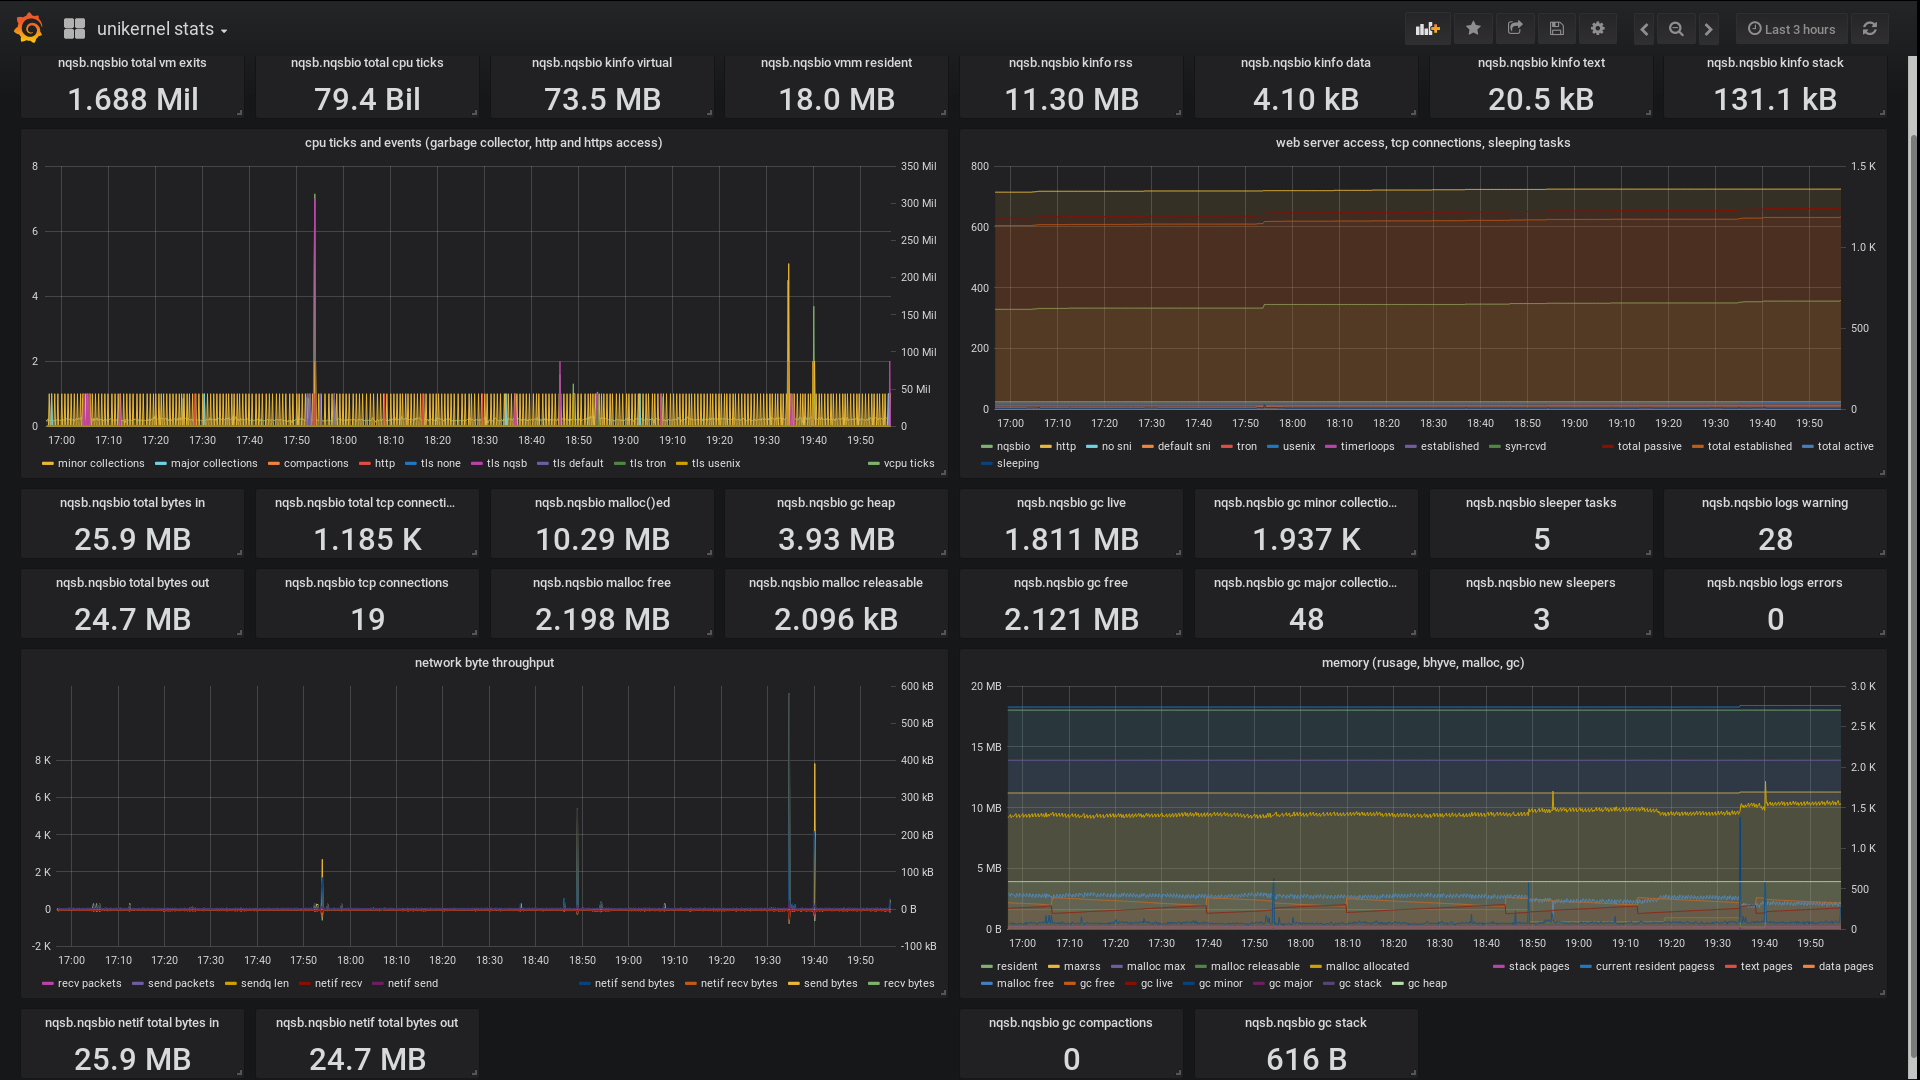 unikernel stats
Last 3 hours
nqsb.nqsbio total vm exits
1.688 Mil
nqsb.nqsbio total cpu ticks
79.4 Bil
nqsb.nqsbio kinfo virtual
73.5 MB
nqsb.nqsbio vmm resident
18.0 MB
nqsb.nqsbio kinfo rss
11.30 MB
nqsb.nqsbio kinfo data
4.10 kB
nqsb.nqsbio kinfo text
20.5 kB
nqsb.nqsbio kinfo stack
131.1 kB
cpu ticks and events (garbage collector, http and https access)
8 350 Mil
300 Mil
6
250 Mil
200 Mil
4
150 Mil
100 Mil
2
50 Mil
0 0
17:00 17:10 17:20 17:30 17:40 17:50 18:00 18:10 18:20 18:30 18:40 18:50 19:00 19:10 19:20 19:30 19:40 19:50
minor collections major collections compactions http tls none tls nqsb tls default tls tron tls usenix vcpu ticks
web server access, tcp connections, sleeping tasks
800 1.5 K
600
1.0 K
400
500
200
0 0
17:00 17:10 17:20 17:30 17:40 17:50 18:00 18:10 18:20 18:30 18:40 18:50 19:00 19:10 19:20 19:30 19:40 19:50
nqsbio http no sni default sni tron usenix timerloops established syn-rcvd total passive total established total active
sleeping
nqsb.nqsbio total bytes in
25.9 MB
nqsb.nqsbio total tcp connecti...
1.185 K
nqsb.nqsbio malloc()ed
10.29 MB
nqsb.nqsbio gc heap
3.93 MB
nqsb.nqsbio gc live
1.811 MB
nqsb.nqsbio gc minor collectio...
1.937 K
nqsb.nqsbio sleeper tasks
5
nqsb.nqsbio logs warning
28
nqsb.nqsbio total bytes out
24.7 MB
nqsb.nqsbio tcp connections
19
nqsb.nqsbio malloc free
2.198 MB
nqsb.nqsbio malloc releasable
2.096 kB
nqsb.nqsbio gc free
2.121 MB
nqsb.nqsbio gc major collectio...
48
nqsb.nqsbio new sleepers
3
nqsb.nqsbio logs errors
0
network byte throughput
600 kB
500 kB
8 K 400 kB
6 K 300 kB
4 K 200 kB
2 K 100 kB
0 0 B
-2 K -100 kB
17:00 17:10 17:20 17:30 17:40 17:50 18:00 18:10 18:20 18:30 18:40 18:50 19:00 19:10 19:20 19:30 19:40 19:50
recv packets send packets sendq len netif recv netif send netif send bytes netif recv bytes send bytes recv bytes
memory (rusage, bhyve, malloc, gc)
20 MB 3.0 K
2.5 K
15 MB
2.0 K
10 MB 1.5 K
1.0 K
5 MB
500
0 B 0
17:00 17:10 17:20 17:30 17:40 17:50 18:00 18:10 18:20 18:30 18:40 18:50 19:00 19:10 19:20 19:30 19:40 19:50
resident maxrss malloc max malloc releasable malloc allocated stack pages current resident pagess text pages data pages
malloc free gc free gc live gc minor gc major gc stack gc heap
nqsb.nqsbio netif total bytes in
25.9 MB
nqsb.nqsbio netif total bytes out
24.7 MB
nqsb.nqsbio gc compactions
0
nqsb.nqsbio gc stack
616 B